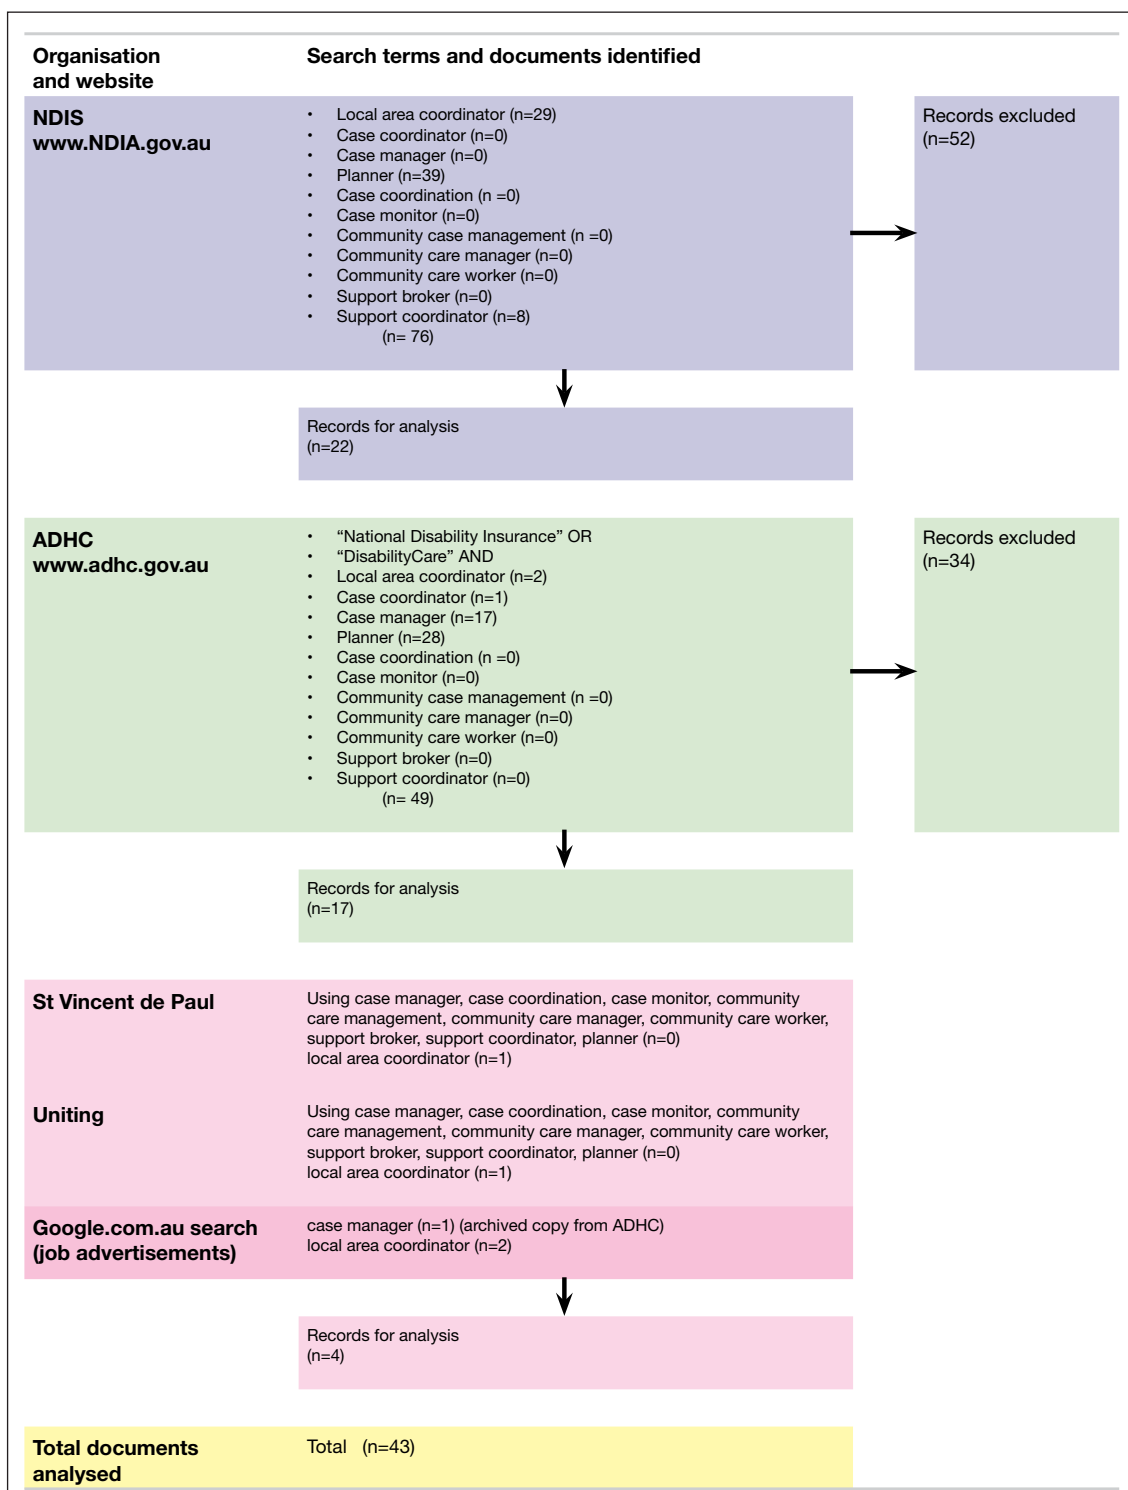 Organisation
and website
Search terms and documents identified
NDIS
www.NDIA.gov.au
• Local area coordinator (n=29)
• Case coordinator (n=0)
• Case manager (n=0)
• Planner (n=39)
• Case coordination (n =0)
• Case monitor (n=0)
• Community case management (n =0)
• Community care manager (n=0)
• Community care worker (n=0)
• Support broker (n=0)
• Support coordinator (n=8)
(n= 76)
Records excluded
(n=52)
Records for analysis
(n=22)
ADHC
www.adhc.gov.au
• “National Disability Insurance” OR
• “DisabilityCare” AND
• Local area coordinator (n=2)
• Case coordinator (n=1)
• Case manager (n=17)
• Planner (n=28)
• Case coordination (n =0)
• Case monitor (n=0)
• Community case management (n =0)
• Community care manager (n=0)
• Community care worker (n=0)
• Support broker (n=0)
• Support coordinator (n=0)
(n= 49)
Records excluded
(n=34)
Records for analysis
(n=17)
St Vincent de Paul
Using case manager, case coordination, case monitor, community
care management, community care manager, community care worker,
support broker, support coordinator, planner (n=0)
local area coordinator (n=1)
Uniting
Using case manager, case coordination, case monitor, community
care management, community care manager, community care worker,
support broker, support coordinator, planner (n=0)
local area coordinator (n=1)
Google.com.au search
(job advertisements)
case manager (n=1) (archived copy from ADHC)
local area coordinator (n=2)
Records for analysis
(n=4)
Total documents
analysed
Total (n=43)